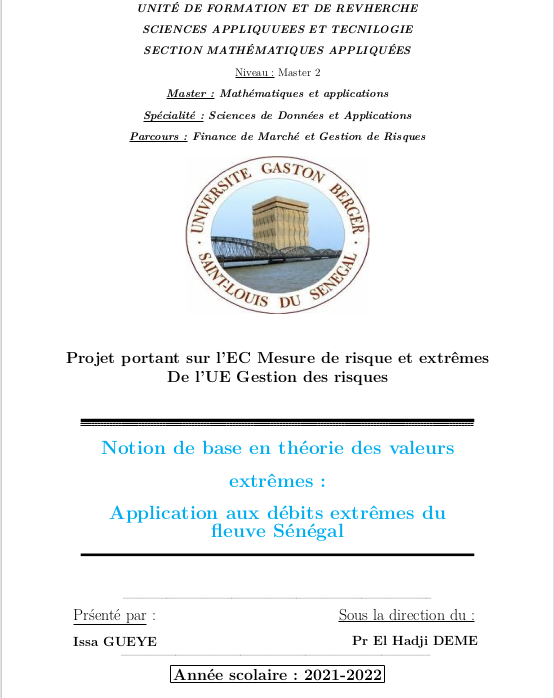 UNITÉ DE FORMATION ET DE REVHERCHE
SCIENCES APPLIQUUEES ET TECNILOGIE
SECTION MATHÉMATIQUES APPLIQUÉES
Niveau : Master 2
Master : Mathématiques et applications
Spécialité : Sciences de Données et Applications
Parcours : Finance de Marché et Gestion de Risques
UNIVERSITE GASTON BERGER
SAINT-LOUIS DU SENEGAL
Projet portant sur l'EC Mesure de risque et extrêmes
De l'UE Gestion des risques
Notion de base en théorie des valeurs
extrêmes :
Application aux débits extrêmes du
fleuve Sénégal
Prśenté par :
Sous la direction du :
Issa GUEYE
Pr El Hadji DEME
Année scolaire : 2021-2022